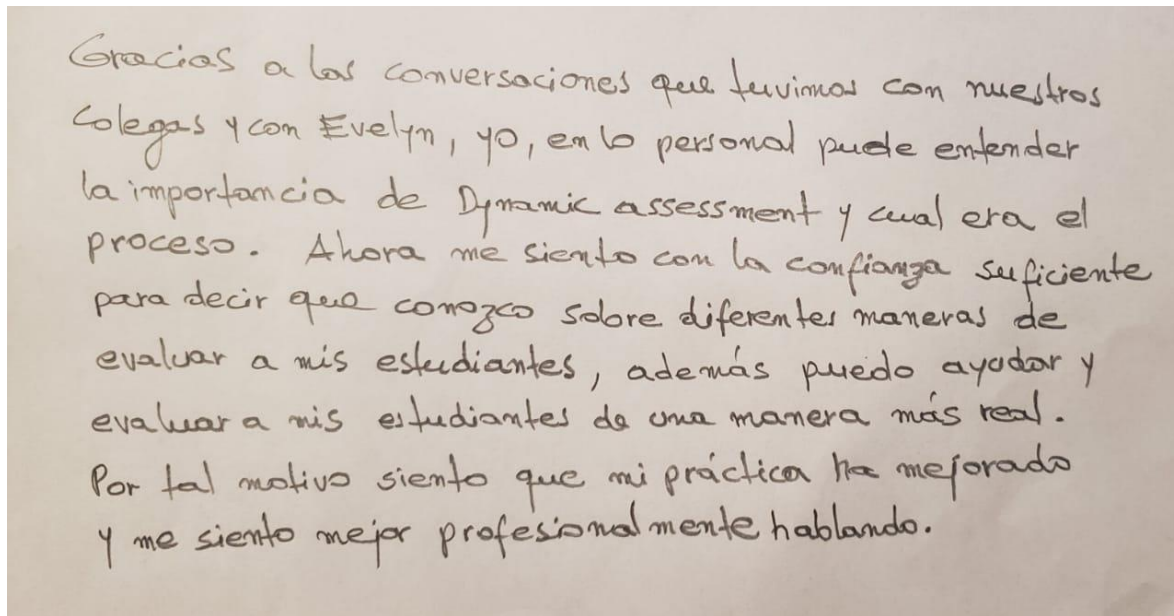 Gracias a las conversaciones que tuvimos con nuestros
colegas y con Evelyn, yo, en lo personal pude entender
la importancia de Dynamic assessment y cual era el
proceso. Ahora me siento con la confianza suficiente
para decir que conozco sobre diferentes maneras de
evaluar a mis estudiantes, además puedo ayudar y
evaluar a mis estudiantes de una manera más real.
Por tal motivo siento que mi práctica ha mejorado
y me siento mejor profesionalmente hablando.